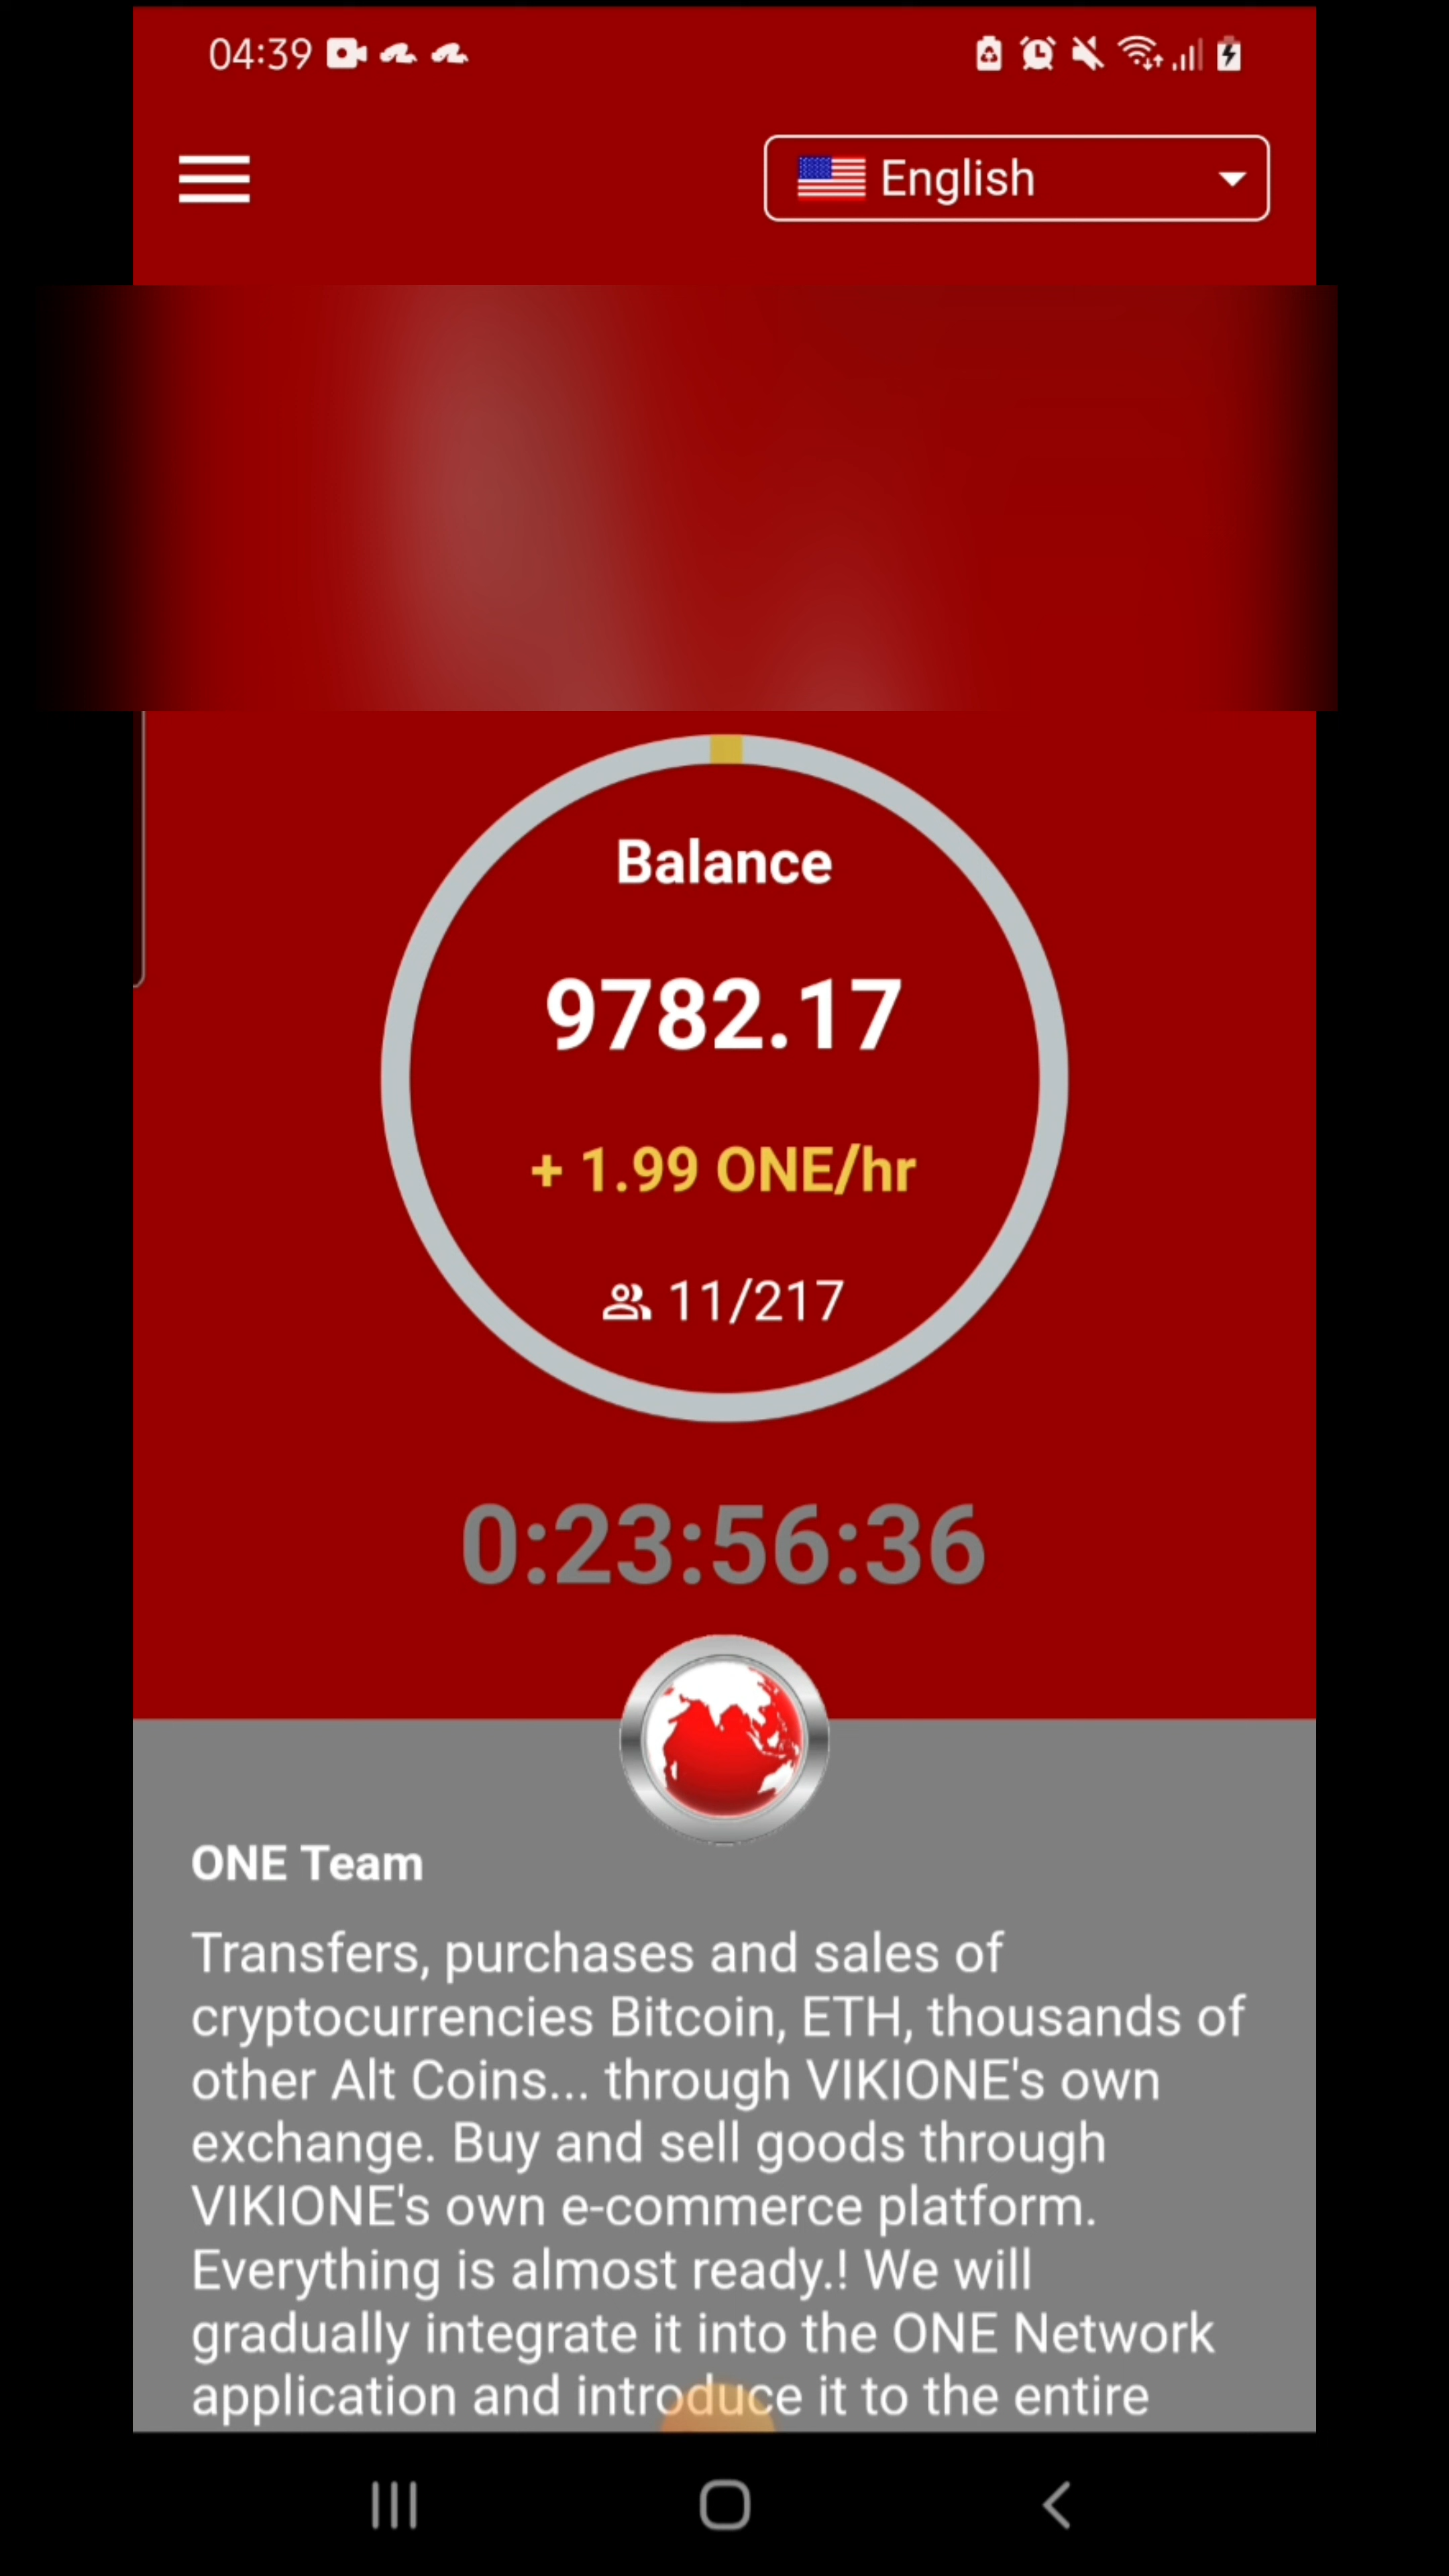 04:39
English
Balance
9782.17
+ 1.99 ONE/hr
11/217
0:23:56:36
ONE Team
Transfers, purchases and sales of
cryptocurrencies Bitcoin, ETH, thousands of
other Alt Coins... through VIKIONE's own
exchange. Buy and sell goods through
VIKIONE's own e-commerce platform.
Everything is almost ready.! We will
gradually integrate it into the ONE Network
application and introduce it to the entire